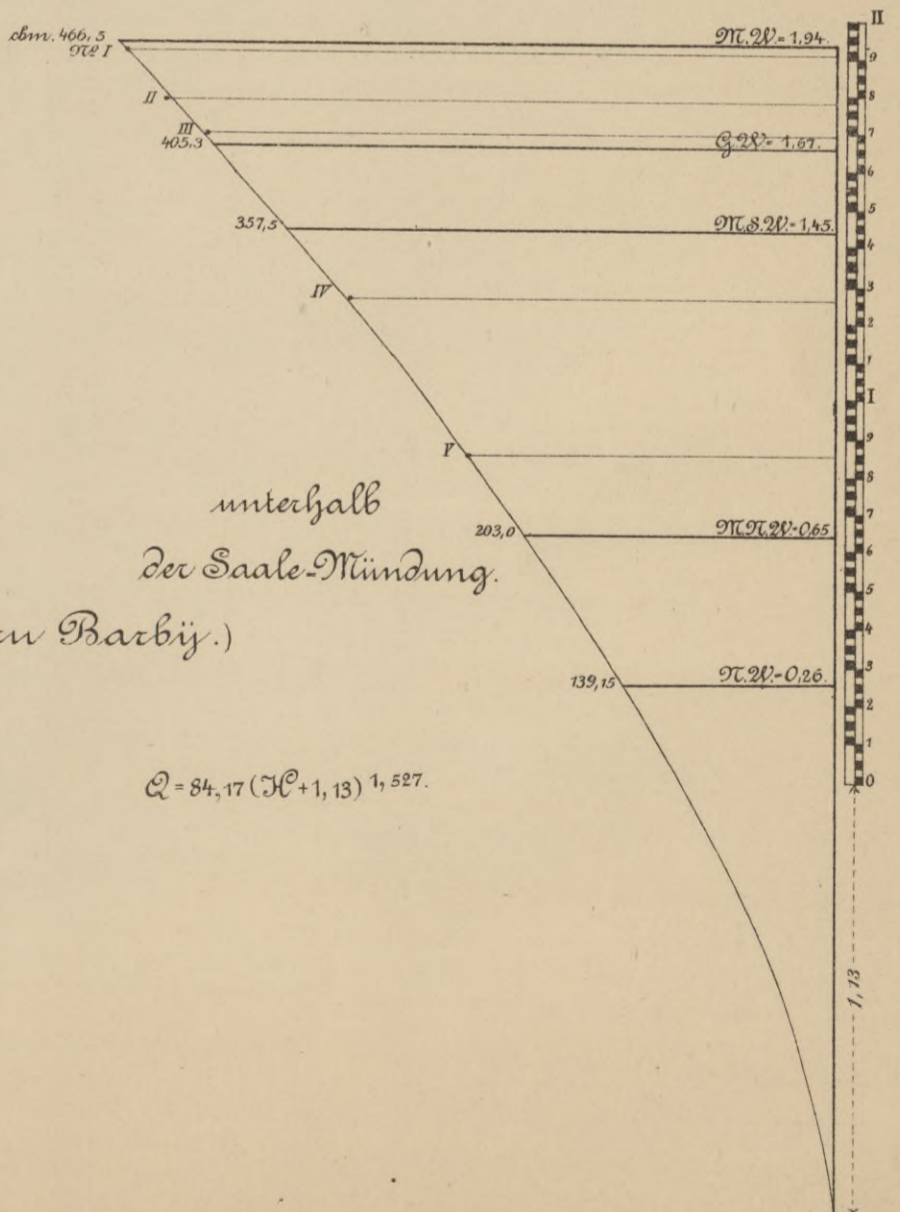 II
cbm. 466,5
M.W.=1,94.
№ I
9
II
8
III
7
405,3
G.W.=1,67.
6
5
357,5
M.S.W.=1,45.
4
IV
3
2
1
I
9
V
8
unterhalb
7
203,0
M.N.W.=0,65
6
der Saale-Mündung.
5
Barbÿ.)
4
3
139,15
N.W.=0,26.
2
1
Q=84,17(H+1,13)1,527.
0
1,13